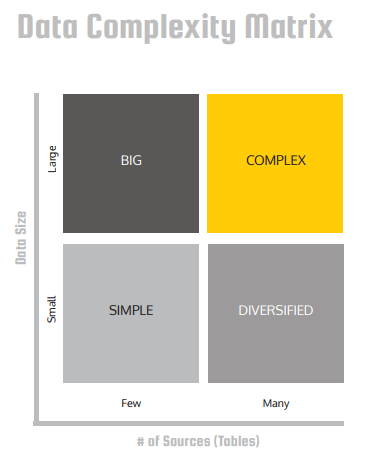 Data Complexity Matrix
Large
BIG
COMPLEX
Data Size
Small
SIMPLE
DIVERSIFIED
Few
Many
# of Sources (Tables)